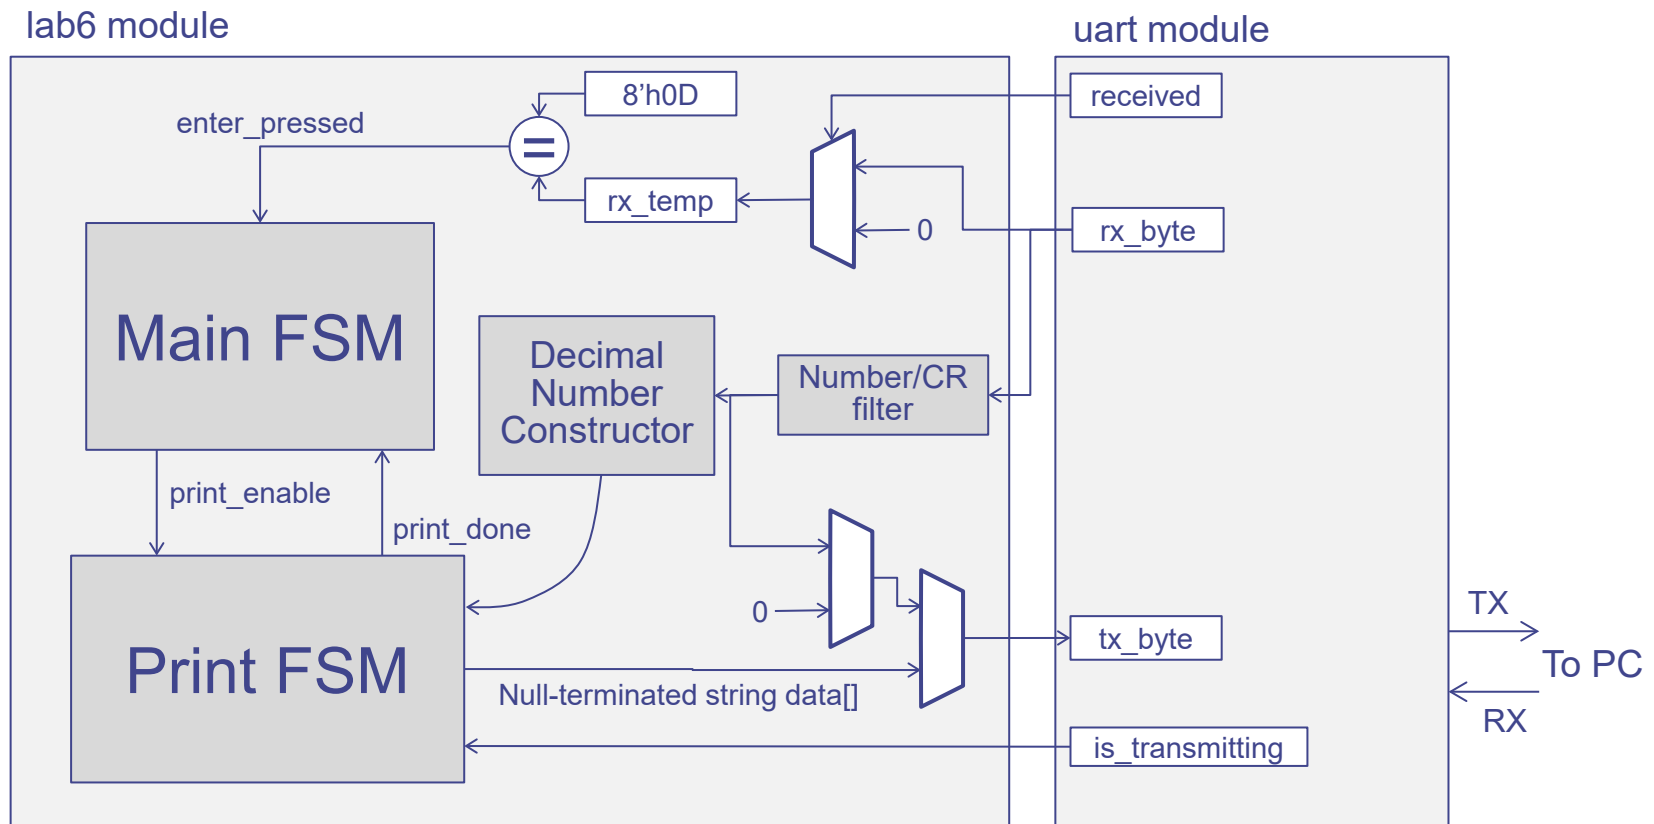 lab6 module
uart module
8’h0D
received
enter_pressed
=
rx_temp
rx_byte
0
Main FSM
Decimal
Number
Constructor
Number/CR
filter
print_enable
print_done
0
TX
tx_byte
To PC
Print FSM
Null-terminated string data[]
RX
is_transmitting